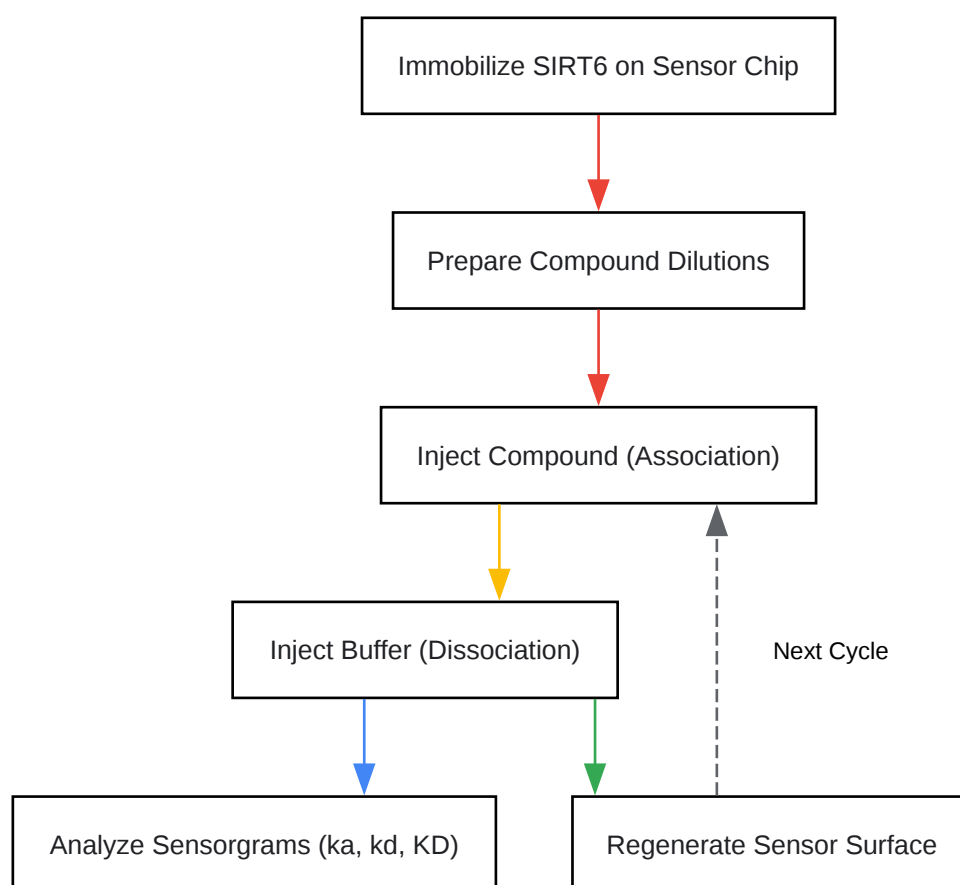 Immobilize SIRT6 on Sensor Chip
Prepare Compound Dilutions
Inject Compound (Association)
Inject Buffer (Dissociation)
Next Cycle
Analyze Sensorgrams (ka, kd, KD)
Regenerate Sensor Surface